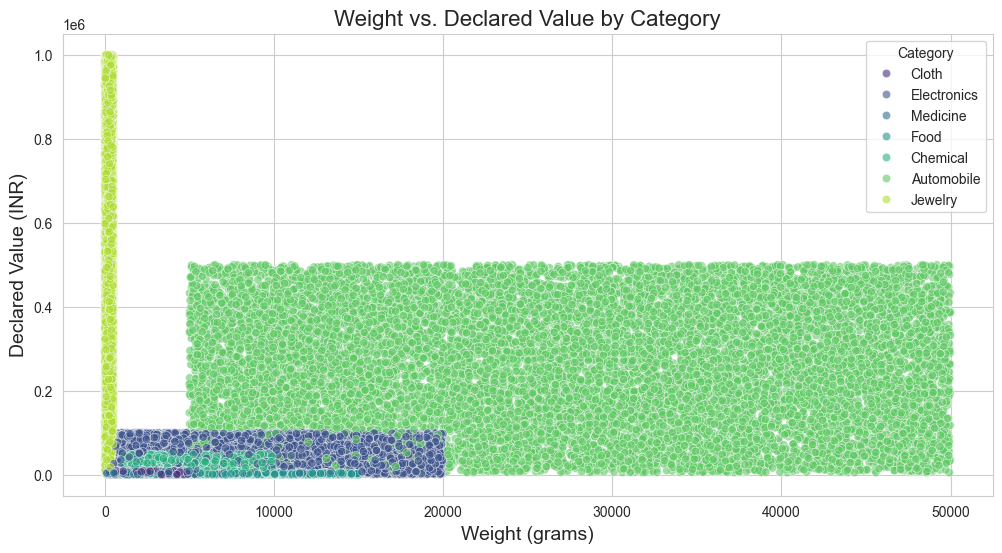 Weight vs. Declared Value by Category
1e6
1.0
0.8
0.6
0.4
0.2
0.0
Declared Value (INR)
0
10000
20000
30000
40000
50000
Weight (grams)
Category
Cloth
Electronics
Medicine
Food
Chemical
Automobile
Jewelry